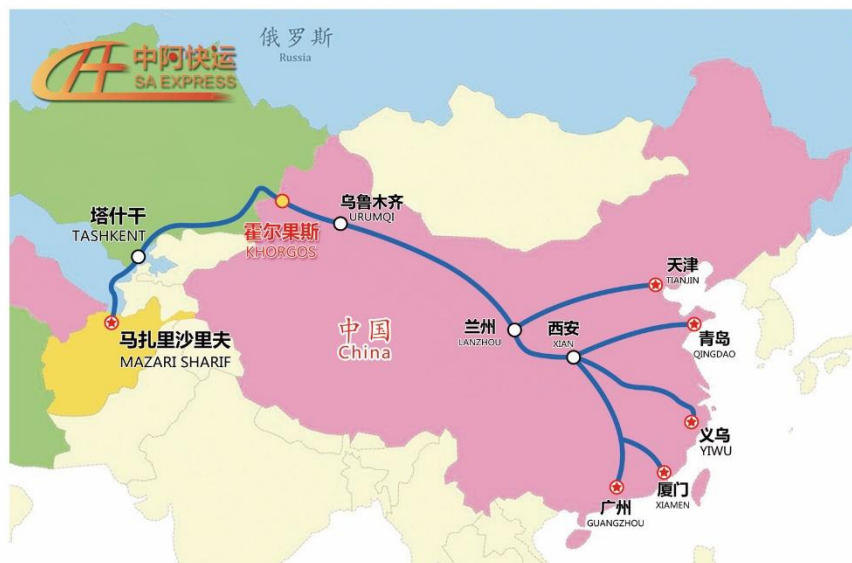 中阿快运
SA EXPRESS
俄罗斯
Russia
乌鲁木齐
URUMQI
塔什干
TASHKENT
霍尔果斯
KHORGOS
天津
TIANJIN
马扎里沙里夫
MAZARI SHARIF
中国
China
兰州
LANZHOU
西安
XIAN
青岛
QINGDAO
义乌
YIWU
广州
GUANGZHOU
厦门
XIAMEN